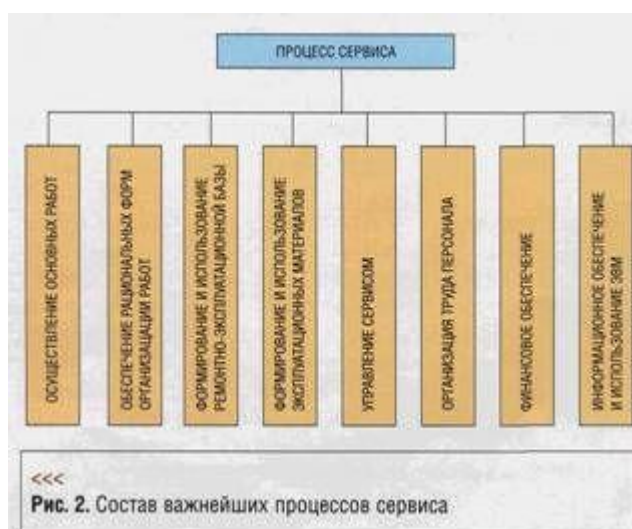 ПРОЦЕСС СЕРВИСА
ОСУЩЕСТВЛЕНИЕ ОСНОВНЫХ РАБОТ
ОБЕСПЕЧЕНИЕ РАЦИОНАЛЬНЫХ ФОРМ
ОРГАНИЗАЦАЦИИ РАБОТ
ФОРМИРОВАНИЕ И ИСПОЛЬЗОВАНИЕ
РЕМОНТНО-ЭКСПЛУАТАЦИОННОЙ БАЗЫ
ФОРМИРОВАНИЕ И ИСПОЛЬЗОВАНИЕ
ЭКСПЛУАТАЦИОННЫХ МАТЕРИАЛОВ
УПРАВЛЕНИЕ СЕРВИСОМ
ОРГАНИЗАЦИЯ ТРУДА ПЕРСОНАЛА
ФИНАНСОВОЕ ОБЕСПЕЧЕНИЕ
ИНФОРМАЦИОННОЕ ОБЕСПЕЧЕНИЕ
И ИСПОЛЬЗОВАНИЕ ЭВМ
<<<
Рис. 2. Состав важнейших процессов сервиса